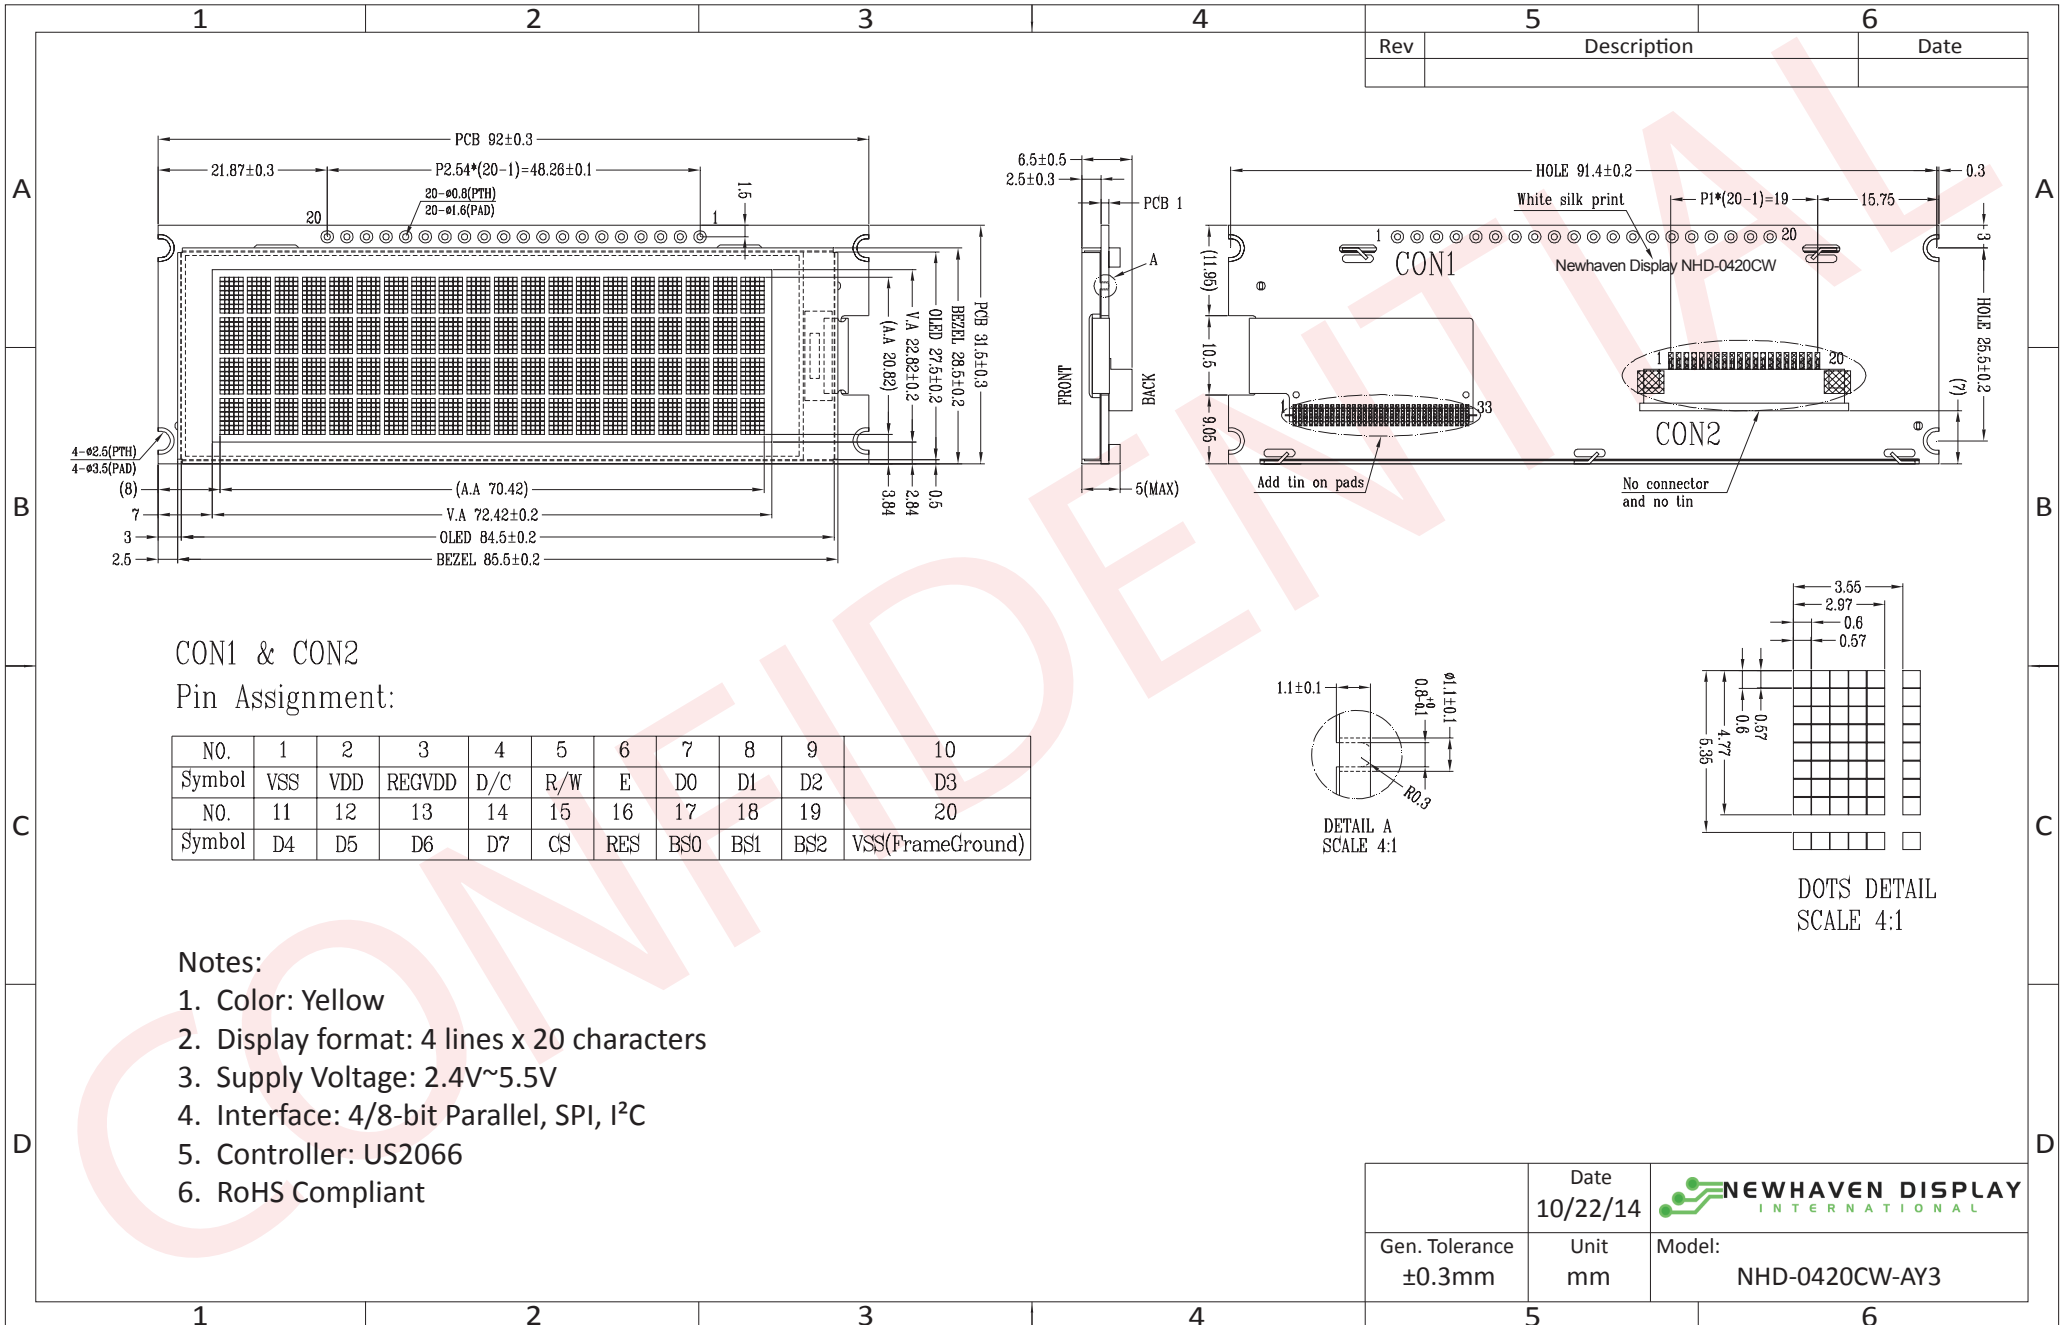 1 2 3 4 5 6
Rev Description Date
A A
B B
C C
D D
PCB 92±0.3
21.87±0.3
P2.54*(20-1)=48.26±0.1
20-ø0.8(PTH)
20-ø1.6(PAD)
1.5
20
1
PCB 31.5±0.3
BEZEL 28.5±0.2
OLED 27.5±0.2
V.A 22.82±0.2
(A.A 20.82)
4-ø2.5(PTH)
4-ø3.5(PAD)
(8)
(A.A 70.42)
7
V.A 72.42±0.2
3
OLED 84.5±0.2
2.5
BEZEL 85.5±0.2
3.84
2.84
0.5
6.5±0.5
2.5±0.3
PCB 1
A
FRONT
BACK
5(MAX)
HOLE 91.4±0.2
0.3
White silk print
P1*(20-1)=19
15.75
1
20
CON1
Newhaven Display NHD-0420CW
3
HOLE 25.5±0.2
(7)
(11.95)
10.5
9.05
1
33
1
20
CON2
Add tin on pads
No connector
and no tin
3.55
2.97
0.6
0.57
0.57
0.6
4.77
5.35
DOTS DETAIL
SCALE 4:1
1.1±0.1
0.8+0-0.1
ø1.1±0.1
R0.3
DETAIL A
SCALE 4:1
CON1 & CON2
Pin Assignment:
NO. 1 2 3 4 5 6 7 8 9 10
Symbol VSS VDD REGVDD D/C R/W E D0 D1 D2 D3
NO. 11 12 13 14 15 16 17 18 19 20
Symbol D4 D5 D6 D7 CS RES BS0 BS1 BS2 VSS(FrameGround)
Notes:
1. Color: Yellow
2. Display format: 4 lines x 20 characters
3. Supply Voltage: 2.4V~5.5V
4. Interface: 4/8-bit Parallel, SPI, I²C
5. Controller: US2066
6. RoHS Compliant
CONFIDENTIAL
Date
10/22/14
NEWHAVEN DISPLAY
INTERNATIONAL
Gen. Tolerance
±0.3mm
Unit
mm
Model:
NHD-0420CW-AY3
1 2 3 4 5 6